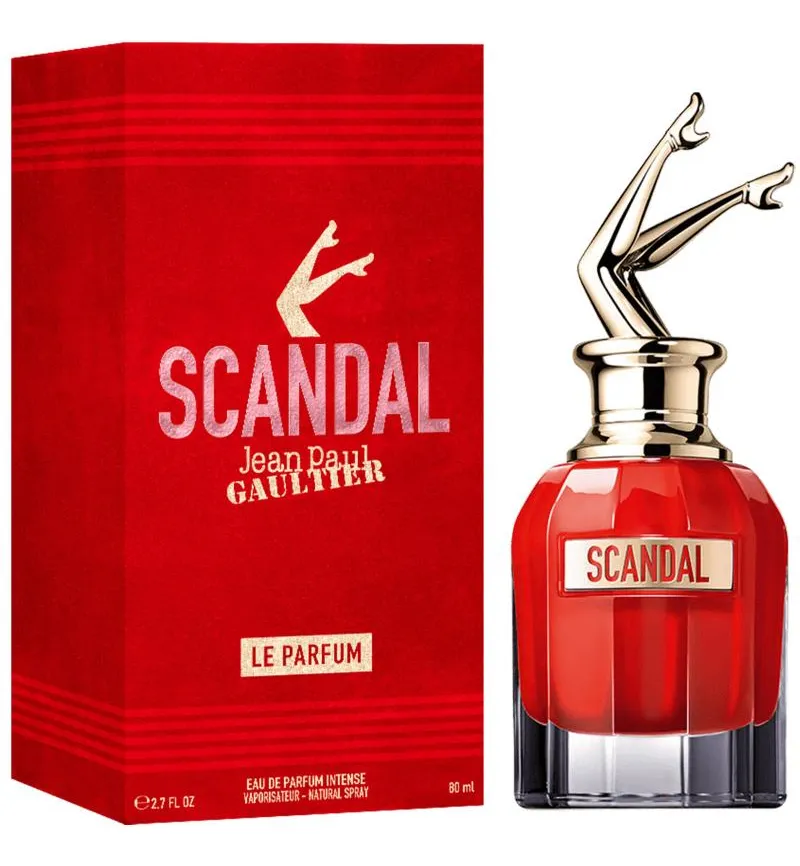 SCANDAL
Jean Paul
GAULTIER
LE PARFUM
EAU DE PARFUM INTENSE
℮2.7 FL OZ VAPORISATEUR - NATURAL SPRAY 80 ml
SCANDAL